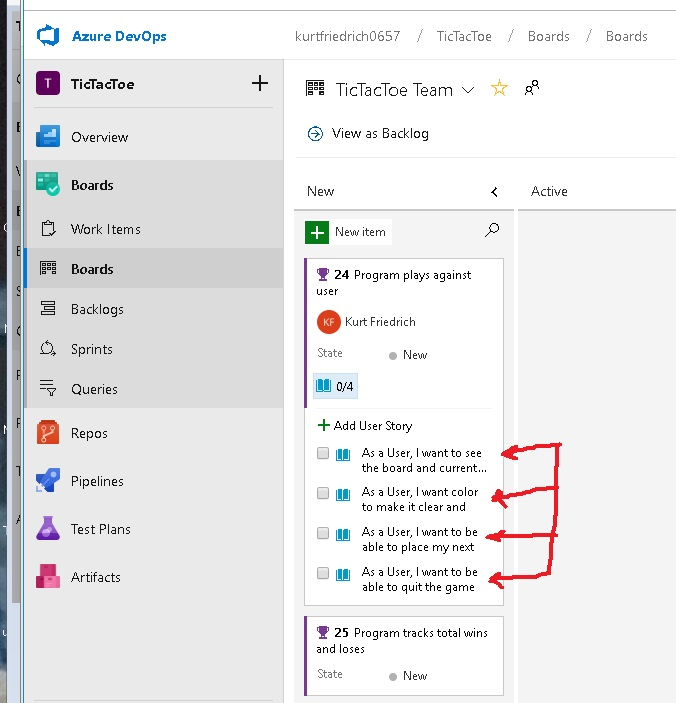 Azure DevOps
kurtfriedrich0657 / TicTacToe / Boards / Boards
T TicTacToe
TicTacToe Team
Overview
View as Backlog
Boards
New
Active
Work Items
New item
Boards
24 Program plays against
user
Backlogs
KF Kurt Friedrich
Sprints
State New
Queries
0/4
Repos
Add User Story
As a User, I want to see
the board and current...
Pipelines
As a User, I want color
to make it clear and
Test Plans
As a User, I want to be
able to place my next
Artifacts
As a User, I want to be
able to quit the game
25 Program tracks total wins
and loses
State New